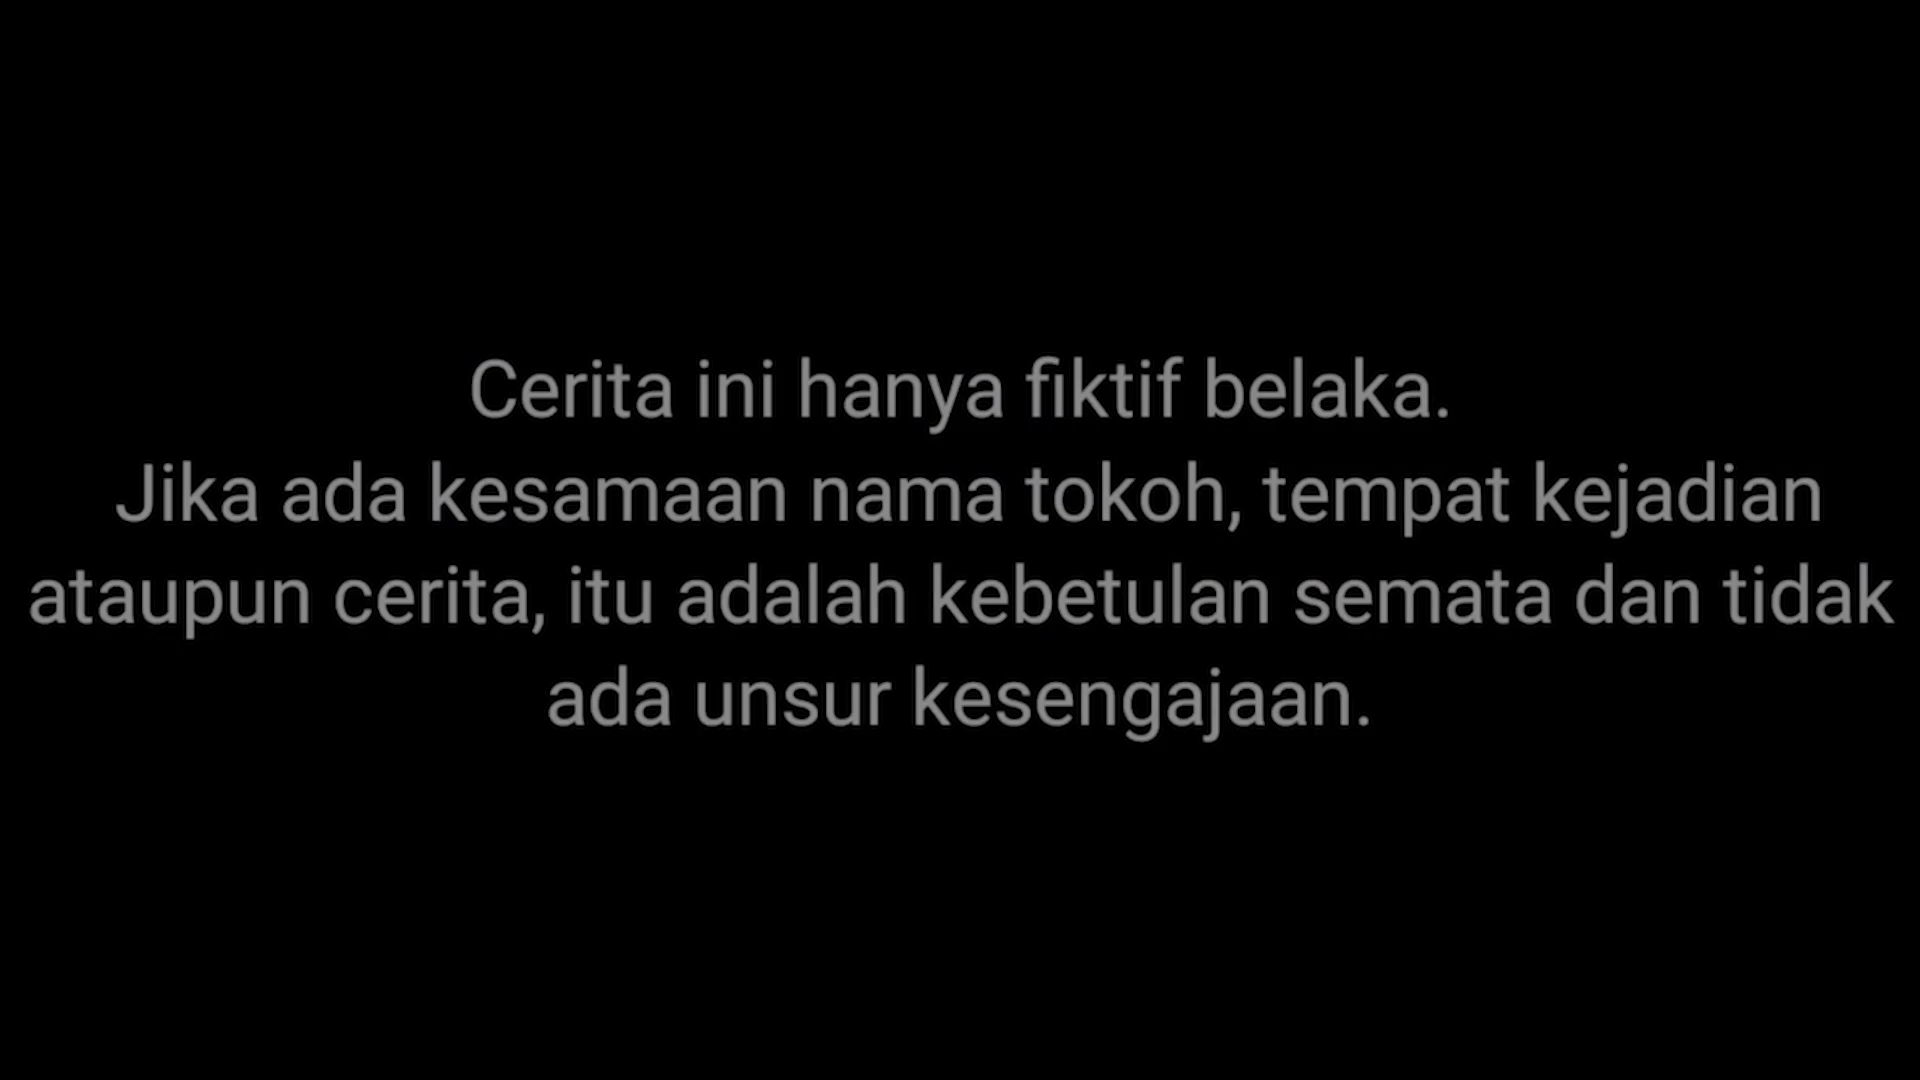 Cerita ini hanya fiktif belaka.
Jika ada kesamaan nama tokoh, tempat kejadian
ataupun cerita, itu adalah kebetulan semata dan tidak
ada unsur kesengajaan.